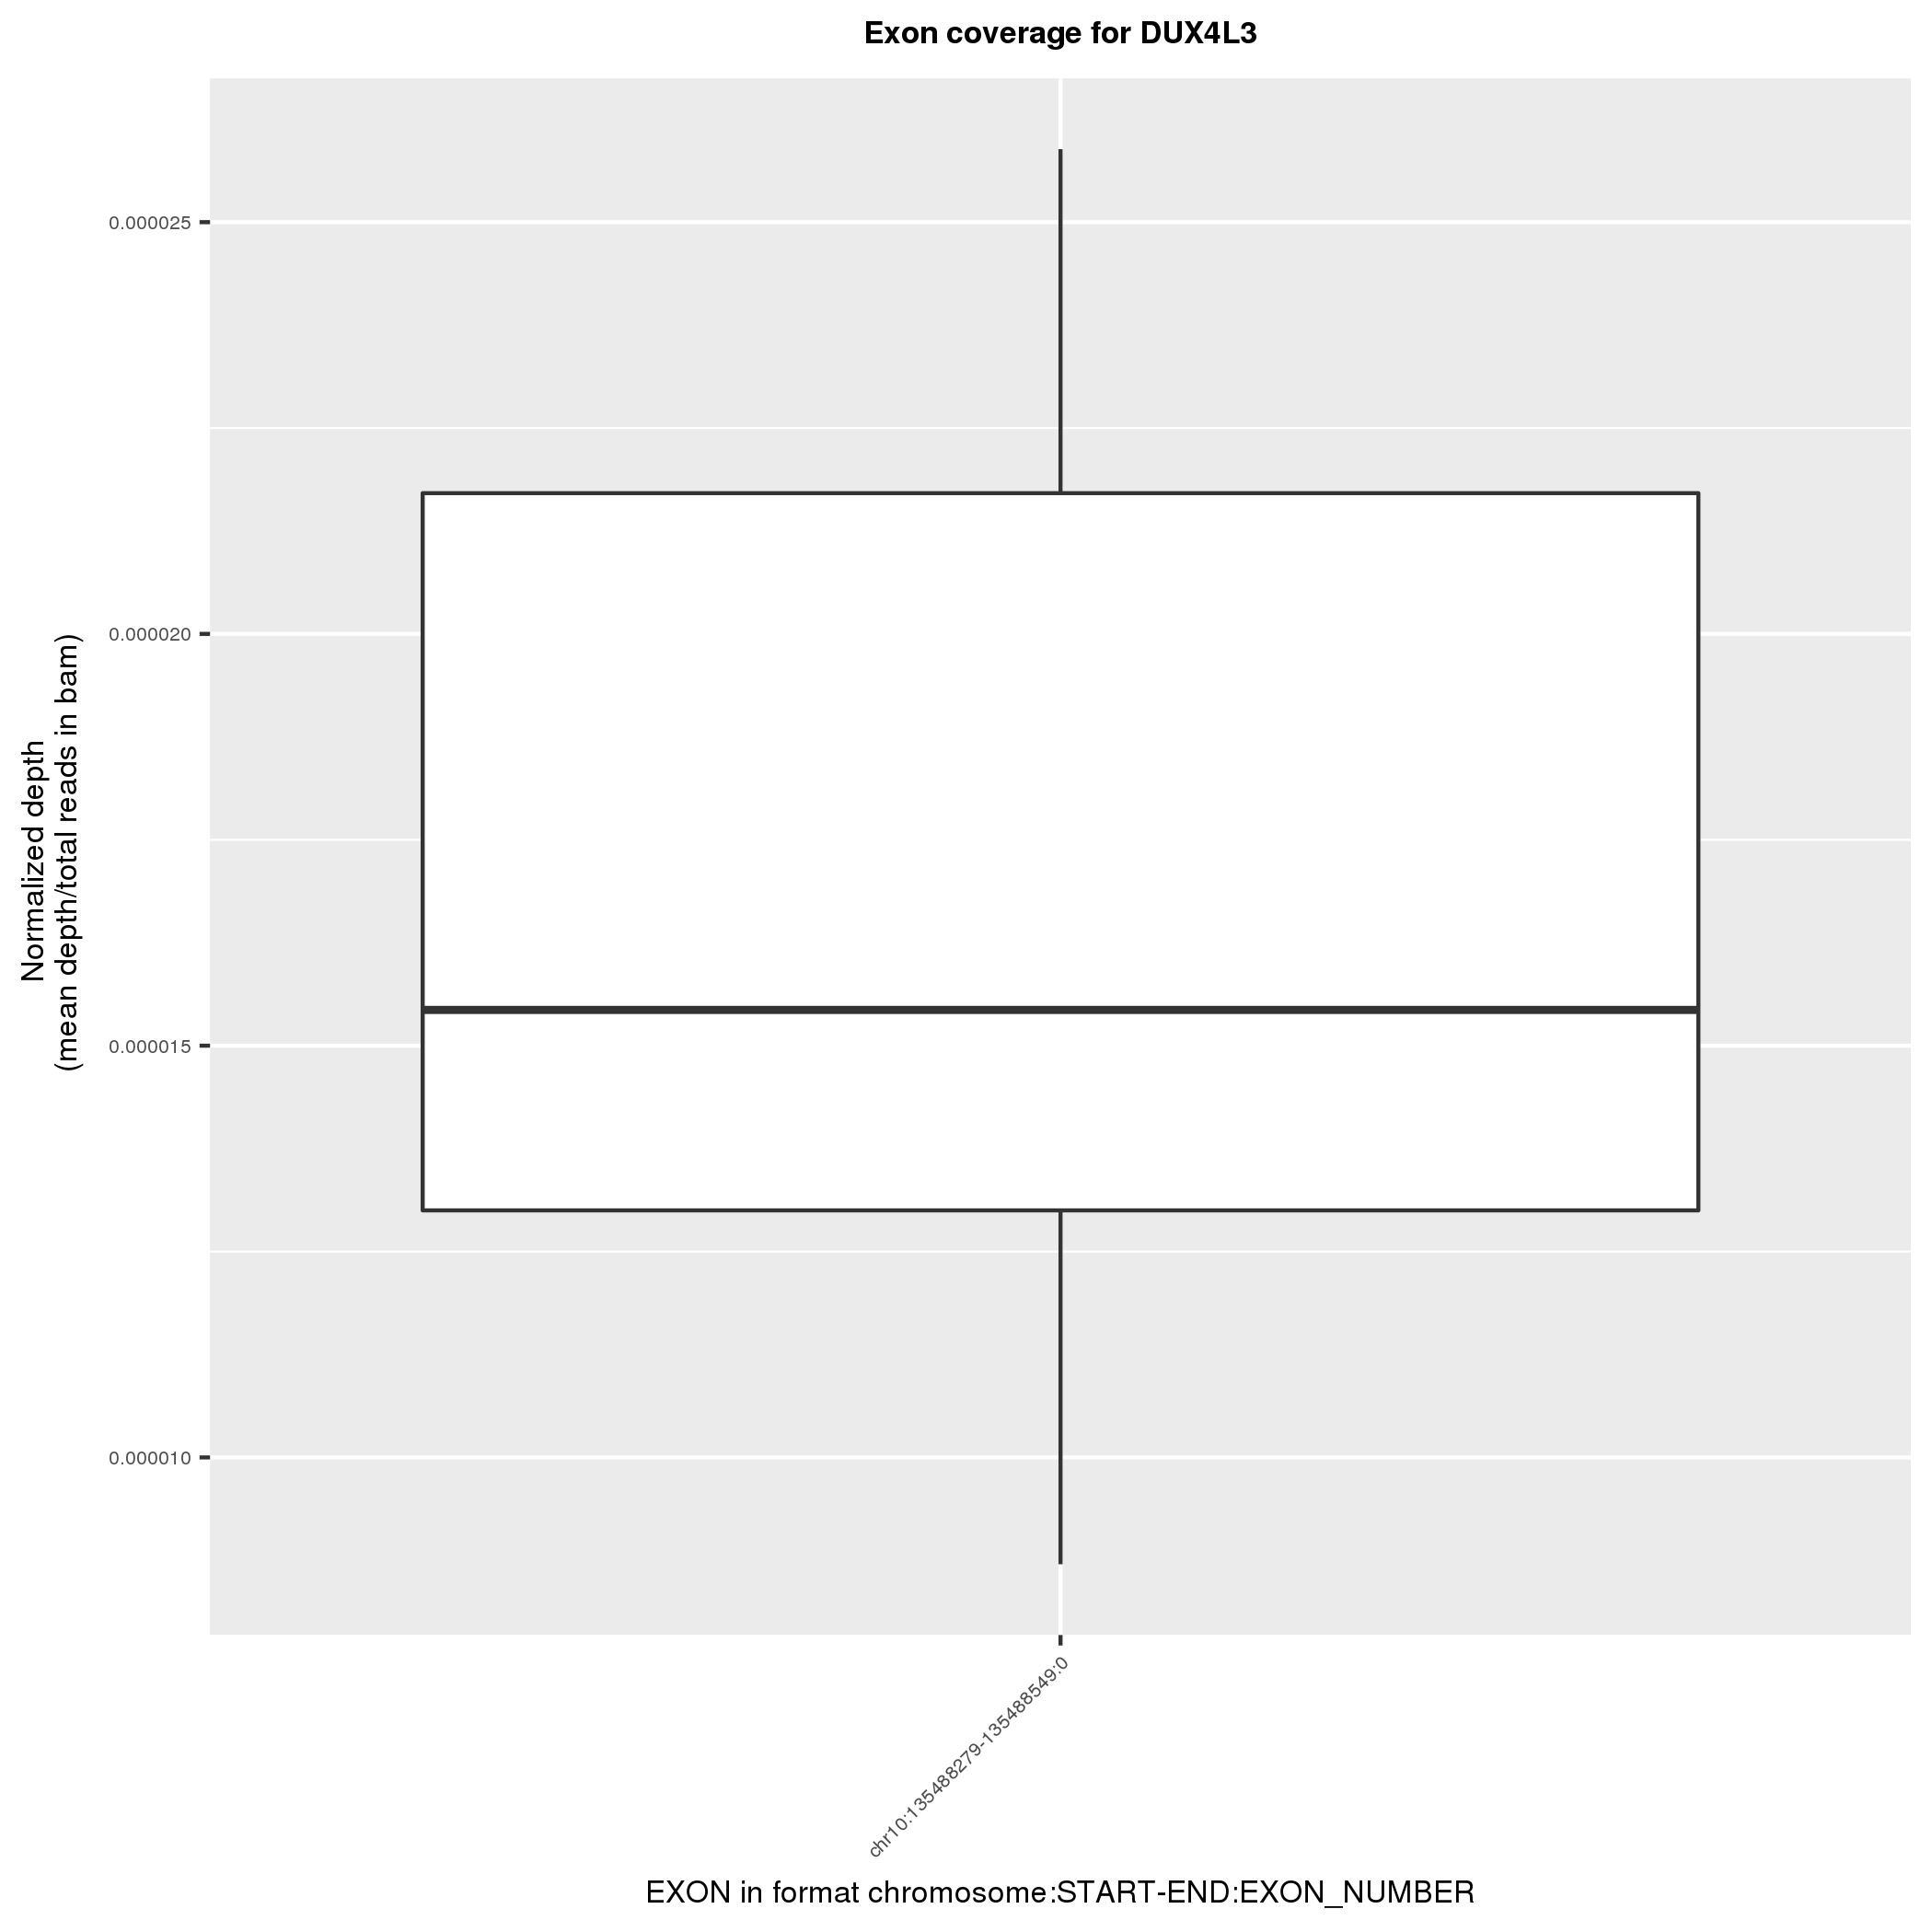 Exon coverage for DUX4L3
Normalized depth
(mean depth/total reads in bam)
0.000025
0.000020
0.000015
0.000010
chr10:135488279-135488549:0
EXON in format chromosome:START-END:EXON_NUMBER